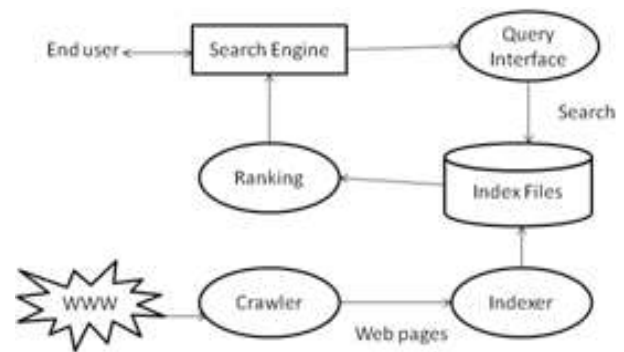 End user
Search Engine
Query
Interface
Search
Ranking
Index Files
WWW
Crawler
Web pages
Indexer